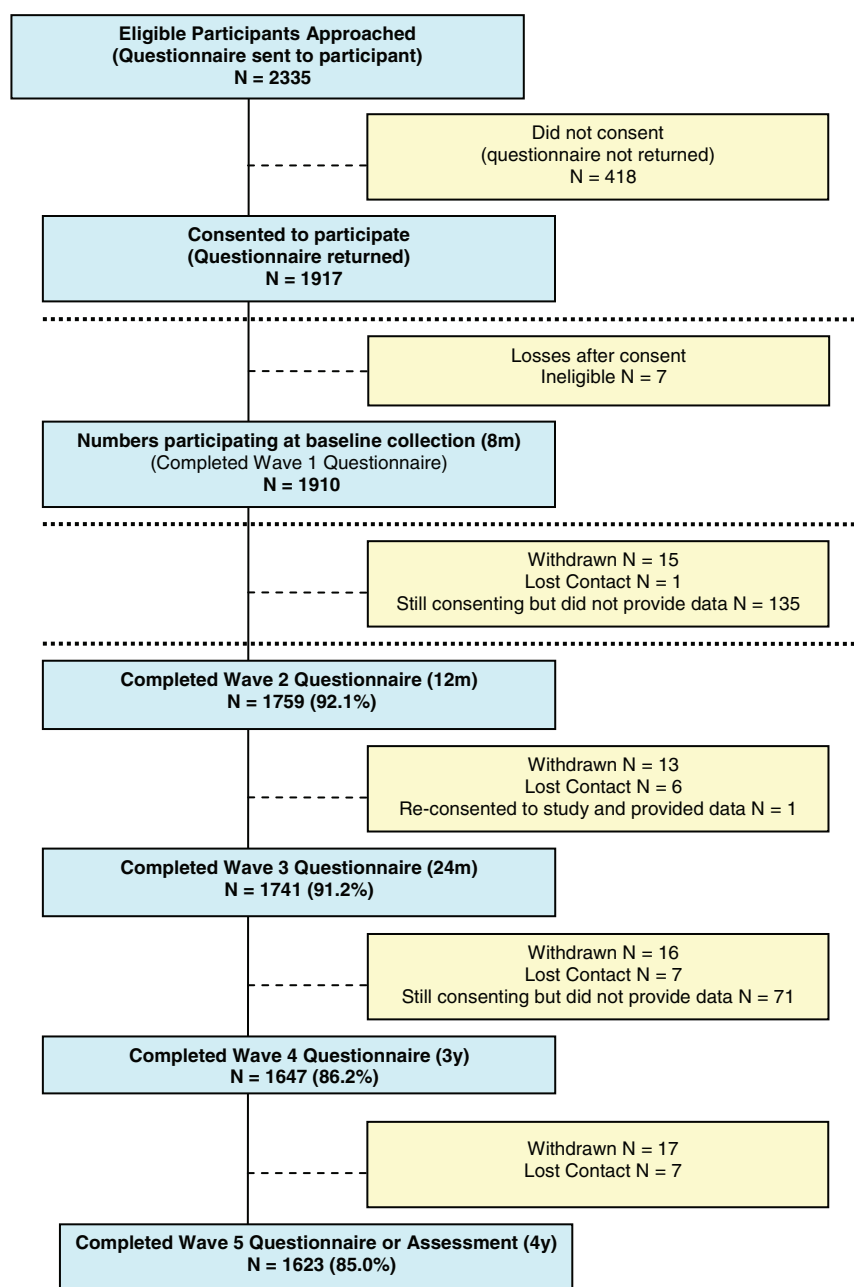 Eligible Participants Approached
(Questionnaire sent to participant)
N = 2335
Did not consent
(questionnaire not returned)
N = 418
Consented to participate
(Questionnaire returned)
N = 1917
Losses after consent
Ineligible N = 7
Numbers participating at baseline collection (8m)
(Completed Wave 1 Questionnaire)
N = 1910
Withdrawn N = 15
Lost Contact N = 1
Still consenting but did not provide data N = 135
Completed Wave 2 Questionnaire (12m)
N = 1759 (92.1%)
Withdrawn N = 13
Lost Contact N = 6
Re-consented to study and provided data N = 1
Completed Wave 3 Questionnaire (24m)
N = 1741 (91.2%)
Withdrawn N = 16
Lost Contact N = 7
Still consenting but did not provide data N = 71
Completed Wave 4 Questionnaire (3y)
N = 1647 (86.2%)
Withdrawn N = 17
Lost Contact N = 7
Completed Wave 5 Questionnaire or Assessment (4y)
N = 1623 (85.0%)